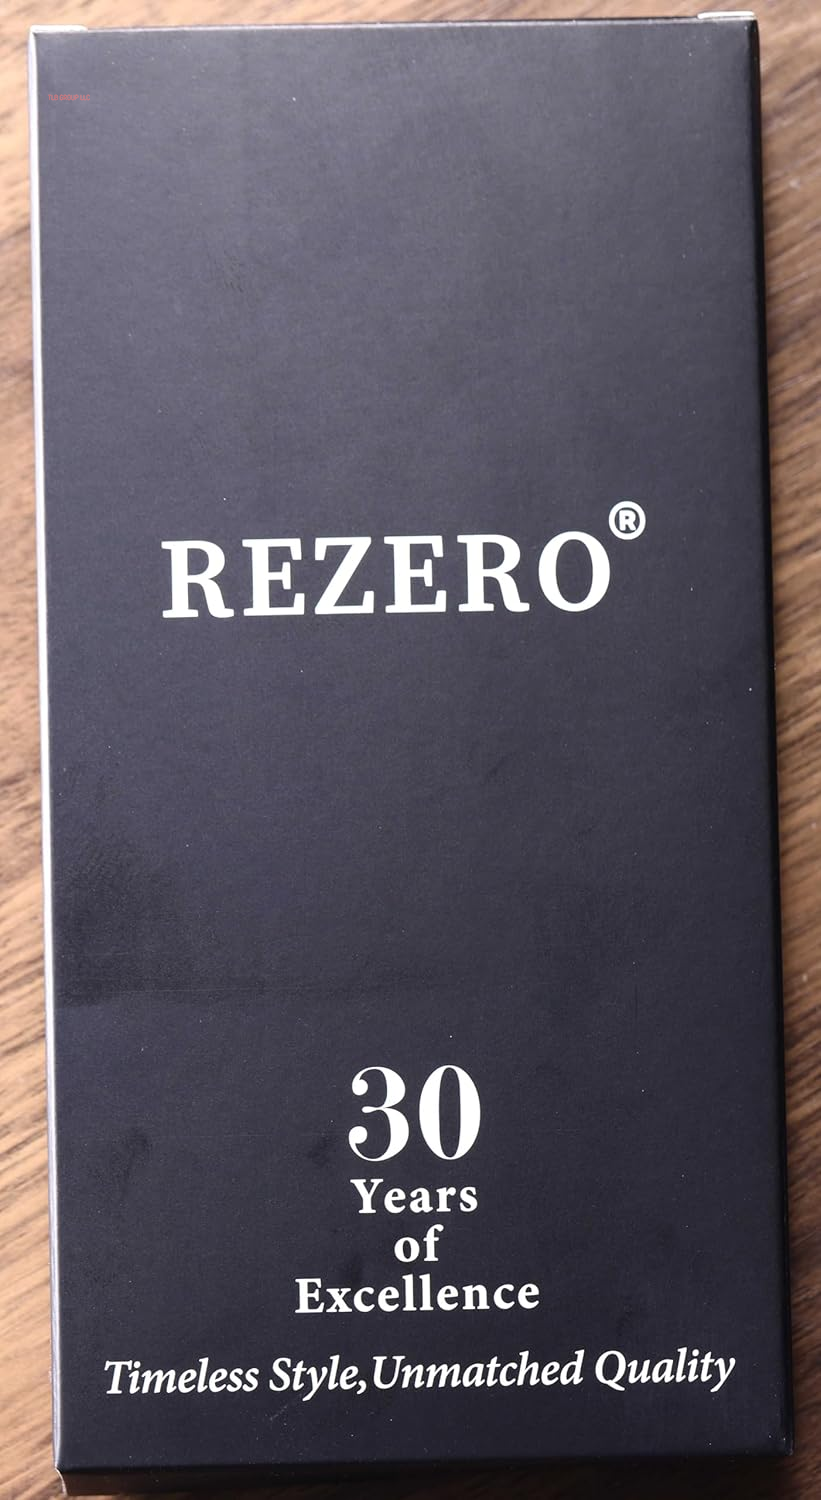 REZERO®
30
Years
of
Excellence
Timeless Style,Unmatched Quality